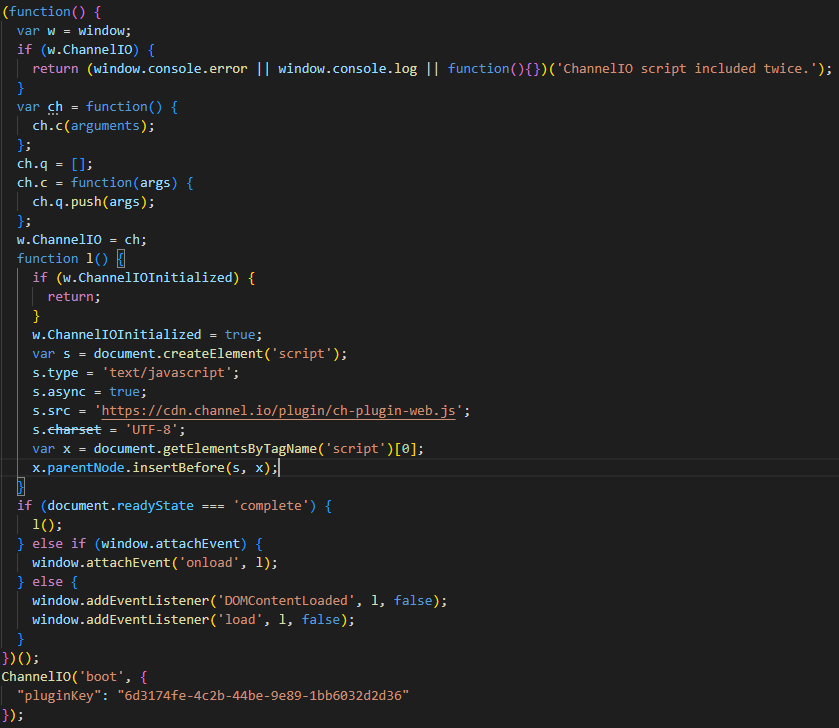 (function() {
var w = window;
if (w.ChannelIO) {
return (window.console.error || window.console.log || function(){})('ChannelIO script included twice.');
}
var ch = function() {
ch.c(arguments);
};
ch.q = [];
ch.c = function(args) {
ch.q.push(args);
};
w.ChannelIO = ch;
function l() {
if (w.ChannelIOInitialized) {
return;
}
w.ChannelIOInitialized = true;
var s = document.createElement('script');
s.type = 'text/javascript';
s.async = true;
s.src = 'https://cdn.channel.io/plugin/ch-plugin-web.js';
s.charset = 'UTF-8';
var x = document.getElementsByTagName('script')[0];
x.parentNode.insertBefore(s, x);
}
if (document.readyState === 'complete') {
l();
} else if (window.attachEvent) {
window.attachEvent('onload', l);
} else {
window.addEventListener('DOMContentLoaded', l, false);
window.addEventListener('load', l, false);
}
})();
ChannelIO('boot', {
"pluginKey": "6d3174fe-4c2b-44be-9e89-1bb6032d2d36"
});